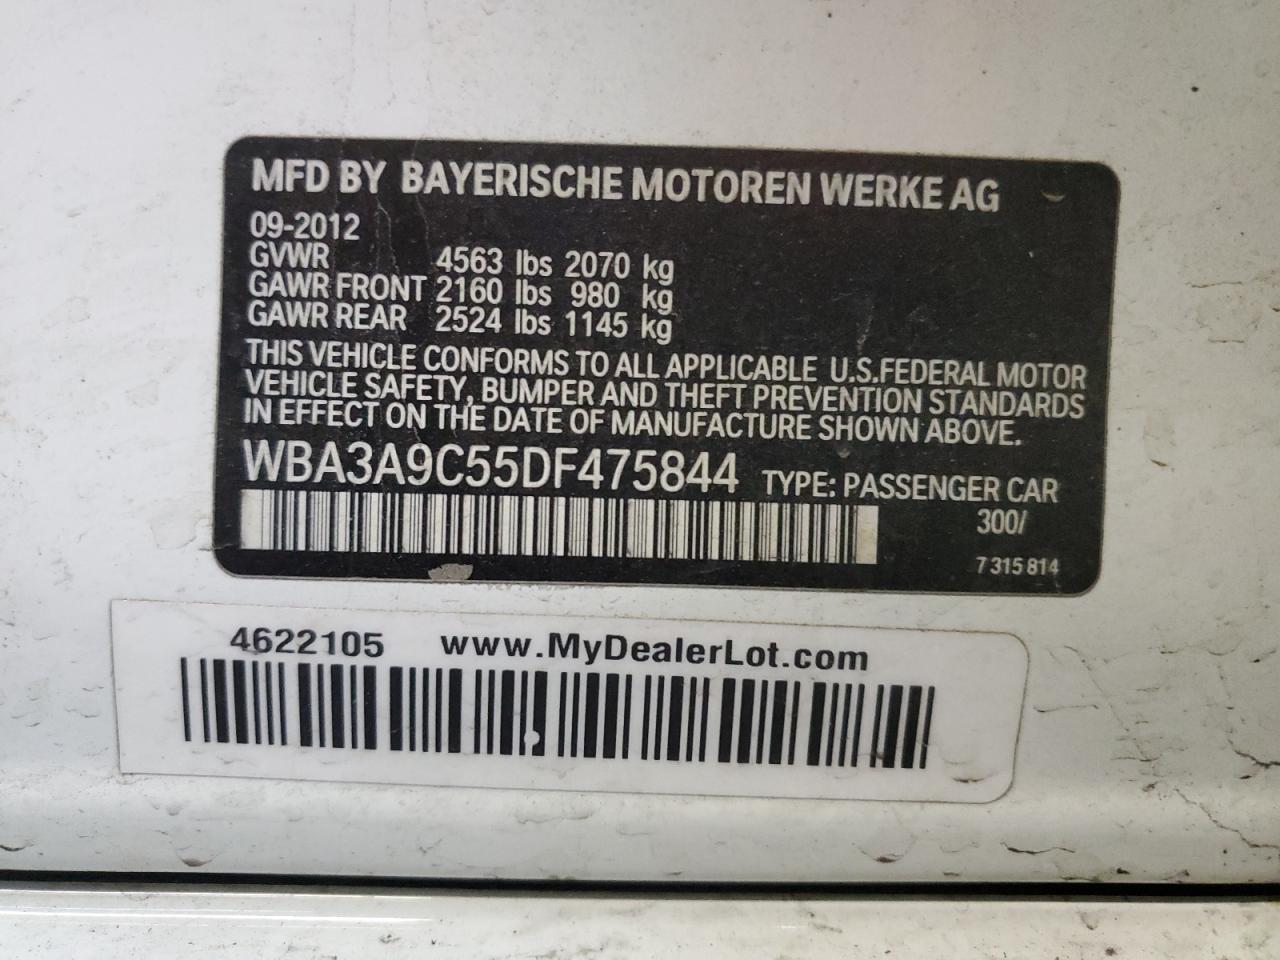 MFD BY BAYERISCHE MOTOREN WERKE AG
09-2012
GVWR 4563 lbs 2070 kg
GAWR FRONT 2160 lbs 980 kg
GAWR REAR 2524 lbs 1145 kg
THIS VEHICLE CONFORMS TO ALL APPLICABLE U.S.FEDERAL MOTOR
VEHICLE SAFETY, BUMPER AND THEFT PREVENTION STANDARDS
IN EFFECT ON THE DATE OF MANUFACTURE SHOWN ABOVE.
WBA3A9C55DF475844 TYPE: PASSENGER CAR
300/
7 315 814
4622105 www.MyDealerLot.com